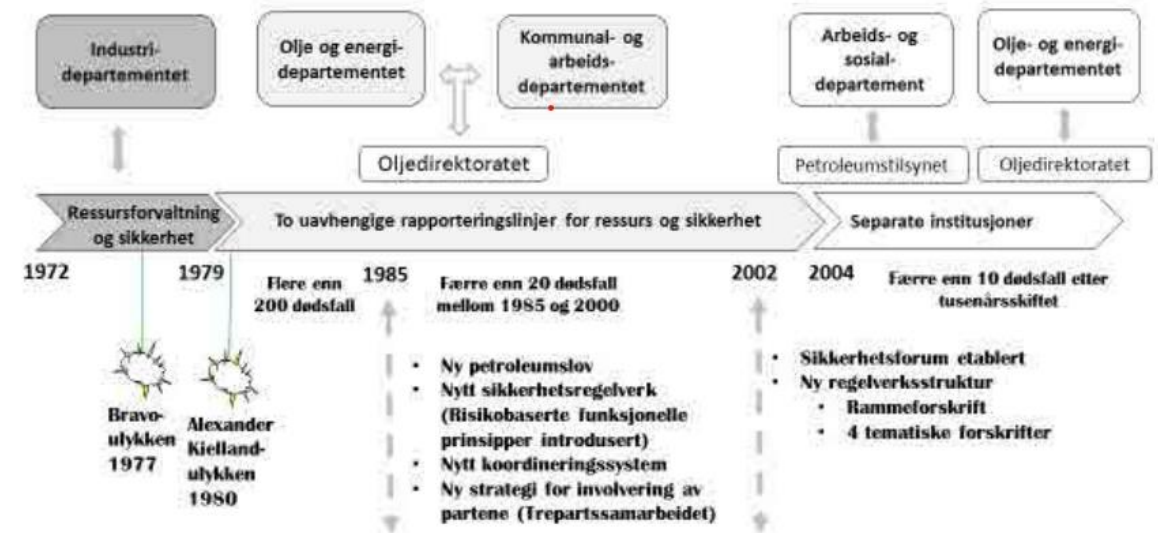 Industri-
departementet
Olje og energi-
departementet
Kommunal- og
arbeids-
departementet
Arbeids- og
sosial-
departement
Olje- og energi-
departementet
Oljedirektoratet
Petroleumstilsynet
Oljedirektoratet
Ressursforvaltning
og sikkerhet
To uavhengige rapporteringslinjer for ressurs og sikkerhet
Separate institusjoner
1972
1979
1985
2002
2004
Flere enn
200 dødsfall
Færre enn 20 dødsfall
mellom 1985 og 2000
Færre enn 10 dødsfall etter
tusenårsskiftet
Bravo-
ulykken
1977
Alexander
Kielland-
ulykken
1980
• Ny petroleumslov
• Nytt sikkerhetsregelverk
(Risikobaserte funksjonelle
prinsipper introdusert)
• Nytt koordineringssystem
• Ny strategi for involvering av
partene (Trepartssamarbeidet)
• Sikkerhetsforum etablert
• Ny regelverksstruktur
• Rammeforskrift
• 4 tematiske forskrifter